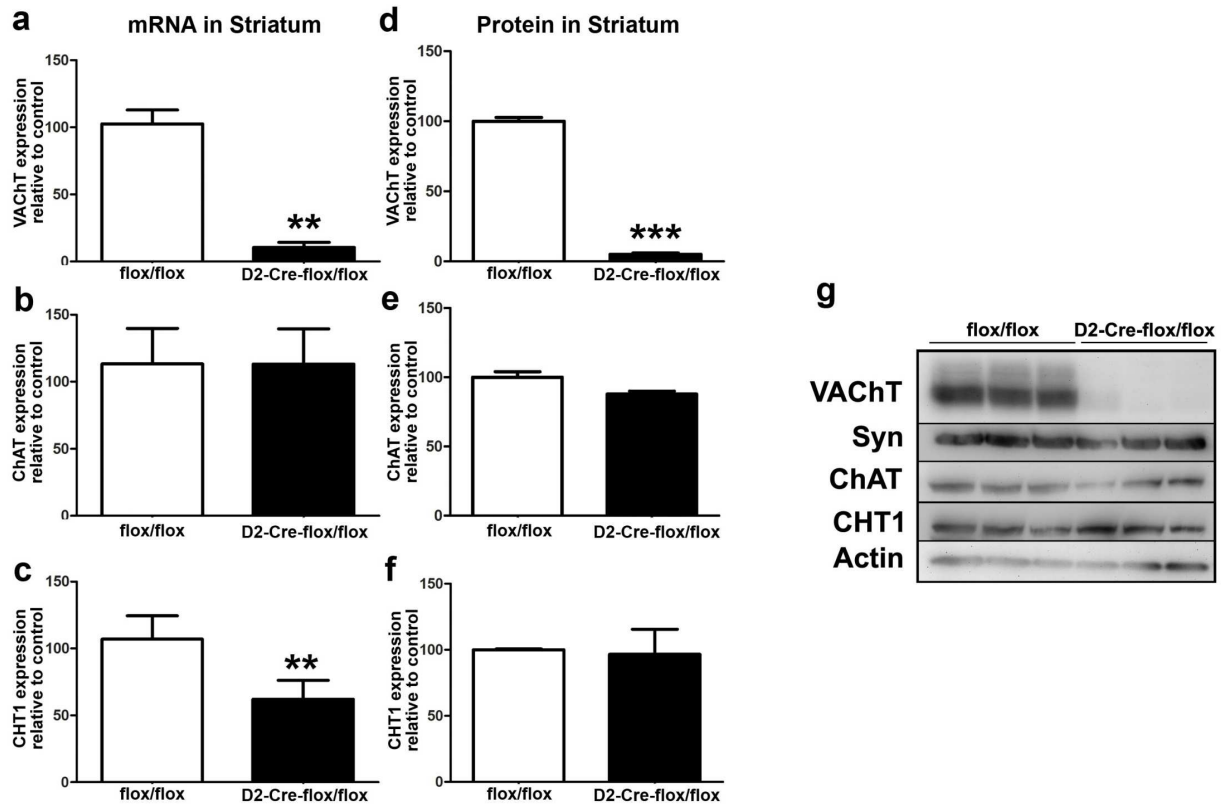 a
mRNA in Striatum
VAChT expression
relative to control
150
100
50
0
**
flox/flox
D2-Cre-flox/flox
b
ChAT expression
relative to control
150
100
50
0
flox/flox
D2-Cre-flox/flox
c
CHT1 expression
relative to control
150
100
50
0
**
flox/flox
D2-Cre-flox/flox
d
Protein in Striatum
VAChT expression
relative to control
150
100
50
0
***
flox/flox
D2-Cre-flox/flox
e
ChAT expression
relative to control
150
100
50
0
flox/flox
D2-Cre-flox/flox
f
CHT1 expression
relative to control
150
100
50
0
flox/flox
D2-Cre-flox/flox
g
flox/flox D2-Cre-flox/flox
VAChT
Syn
ChAT
CHT1
Actin